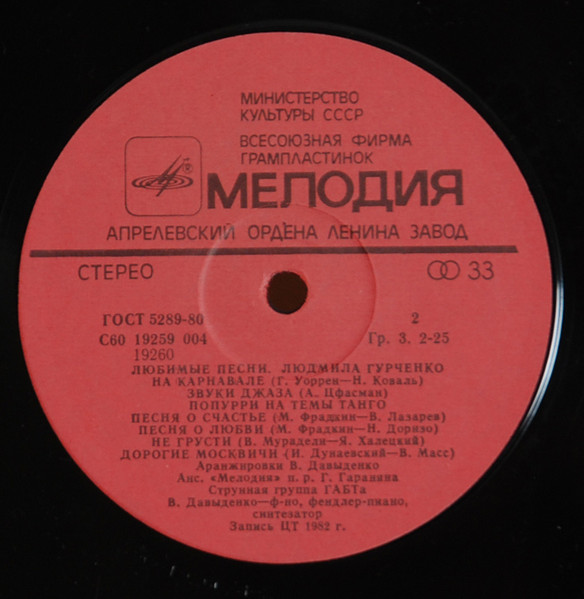 МИНИСТЕРСТВО
КУЛЬТУРЫ СССР
ВСЕСОЮЗНАЯ ФИРМА
ГРАМПЛАСТИНОК
МЕЛОДИЯ
АПРЕЛЕВСКИЙ ОРДЕНА ЛЕНИНА ЗАВОД
СТЕРЕО 33
ГОСТ 5289-80 2
С60 19259 004 Гр. 3. 2-25
19260
ЛЮБИМЫЕ ПЕСНИ. ЛЮДМИЛА ГУРЧЕНКО
НА КАРНАВАЛЕ (Г. Уоррен—Н. Коваль)
ЗВУКИ ДЖАЗА (А. Цфасман)
ПОПУРРИ НА ТЕМЫ ТАНГО
ПЕСНЯ О СЧАСТЬЕ (М. Фрадкин—В. Лазарев)
ПЕСНЯ О ЛЮБВИ (М. Фрадкин—Н. Доризо)
НЕ ГРУСТИ (В. Мурадели—Я. Халецкий)
ДОРОГИЕ МОСКВИЧИ (И. Дунаевский—В. Масс)
Аранжировки В. Давыденко
Анс. «Мелодия» п. р. Г. Гараняна
Струнная группа ГАБТа
В. Давыденко—ф-но, фендлер-пиано,
синтезатор
Запись ЦТ 1982 г.